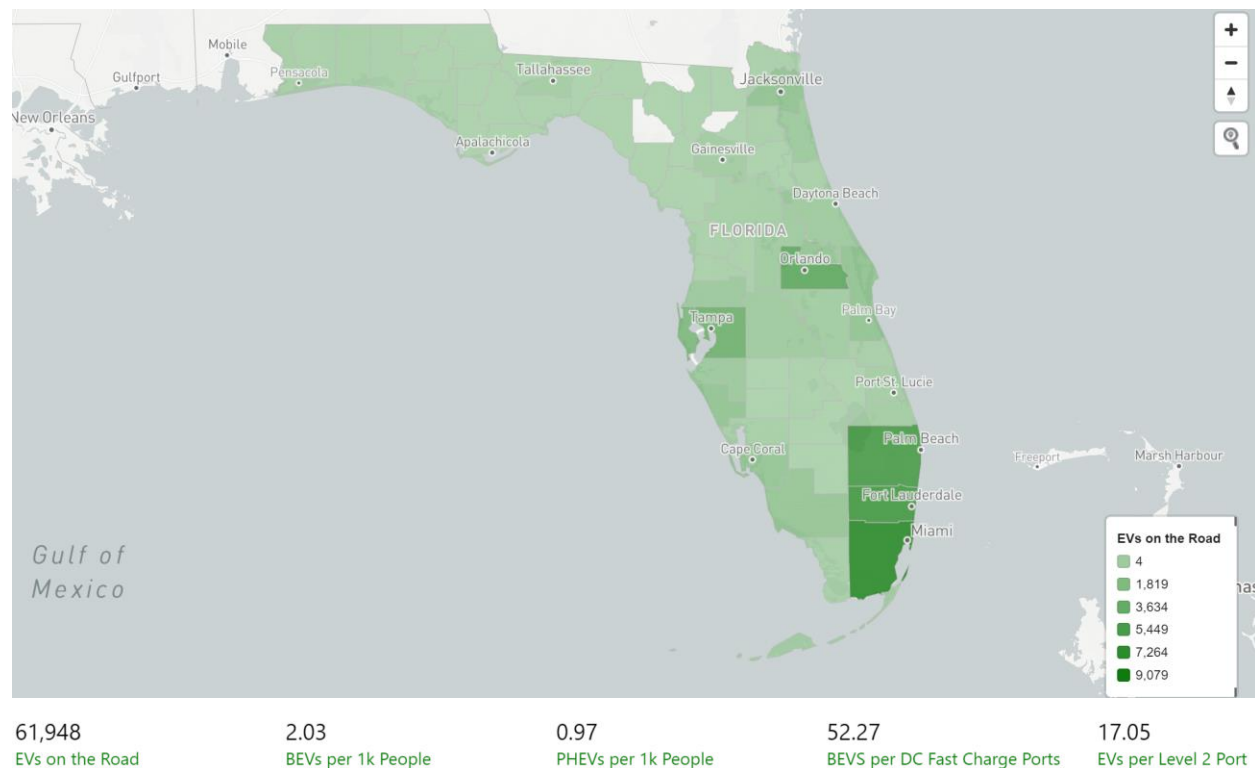 Mobile
Gulfport
Pensacola
Tallahassee
Jacksonville
New Orleans
Apalachicola
Gainesville
Daytona Beach
FLORIDA
Orlando
Palm Bay
Tampa
Port St. Lucie
Palm Beach
Cape Coral
Freeport
Marsh Harbour
Fort Lauderdale
Miami
Gulf of
Mexico
EVs on the Road
4
1,819
3,634
5,449
7,264
9,079
61,948
EVs on the Road
2.03
BEVs per 1k People
0.97
PHEVs per 1k People
52.27
BEVS per DC Fast Charge Ports
17.05
EVs per Level 2 Port